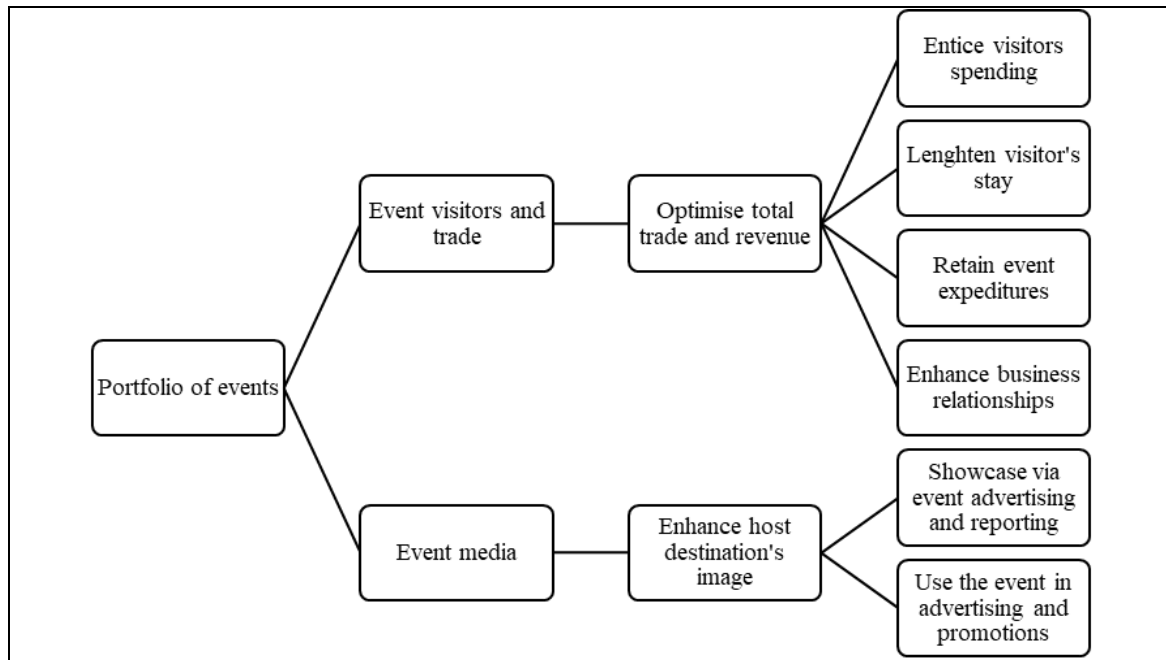 Entice visitors
spending
Lenghten visitor's
stay
Event visitors and
trade
Optimise total
trade and revenue
Retain event
expeditures
Portfolio of events
Enhance business
relationships
Showcase via
event advertising
and reporting
Event media
Enhance host
destination's
image
Use the event in
advertising and
promotions